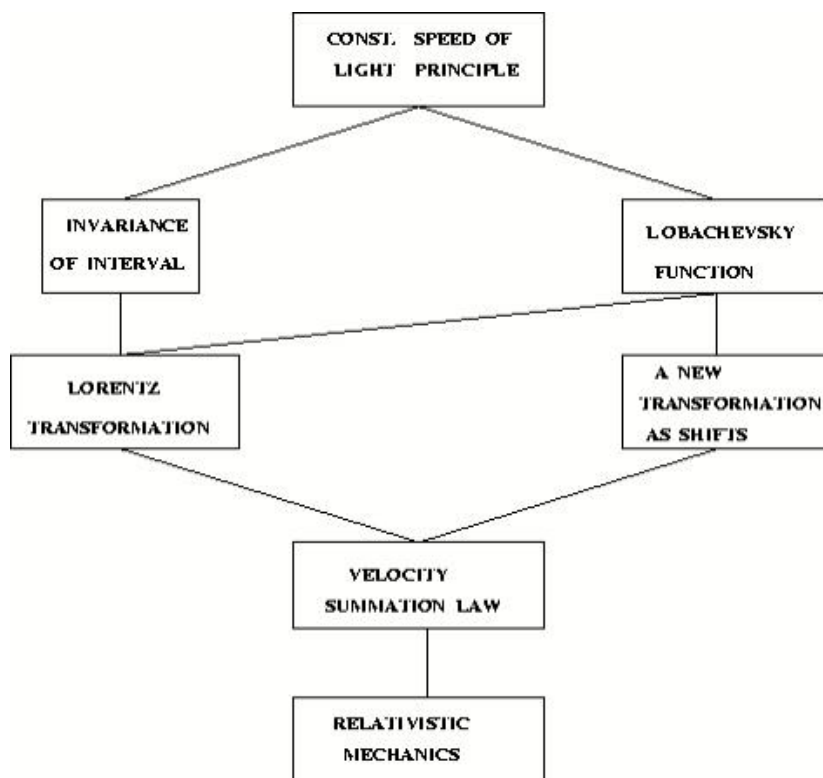 CONST. SPEED OF
LIGHT PRINCIPLE
INVARIANCE
OF INTERVAL
LOBACHEVSKY
FUNCTION
LORENTZ
TRANSFORMATION
A NEW
TRANSFORMATION
AS SHIFTS
VELOCITY
SUMMATION LAW
RELATIVISTIC
MECHANICS